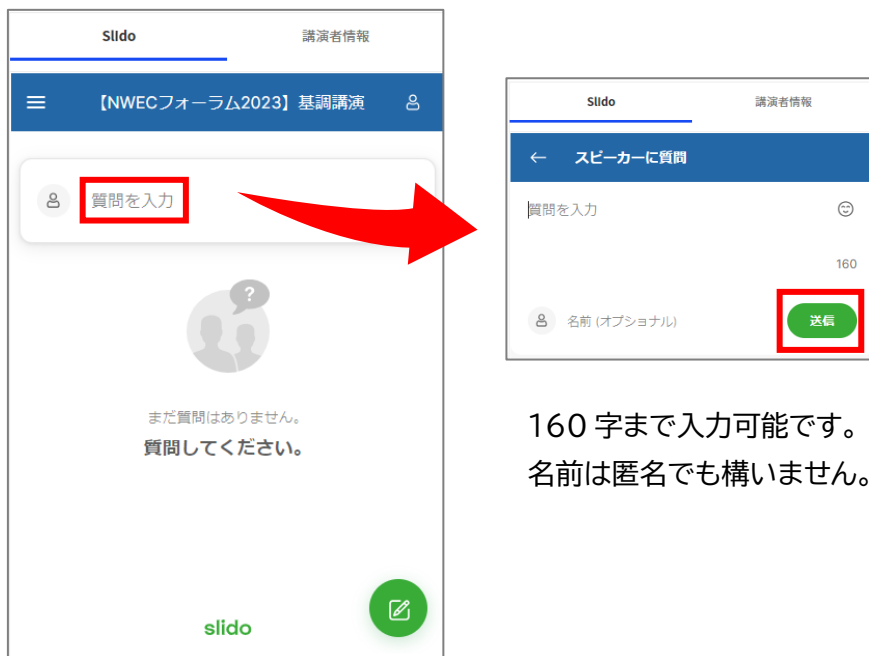 Slido
講演者情報
【NWECフォーラム2023】基調講演
質問を入力
?
まだ質問はありません。
質問してください。
slido
Slido
講演者情報
← スピーカーに質問
質問を入力
160
名前 (オプショナル)
送信
160 字まで入力可能です。
名前は匿名でも構いません。